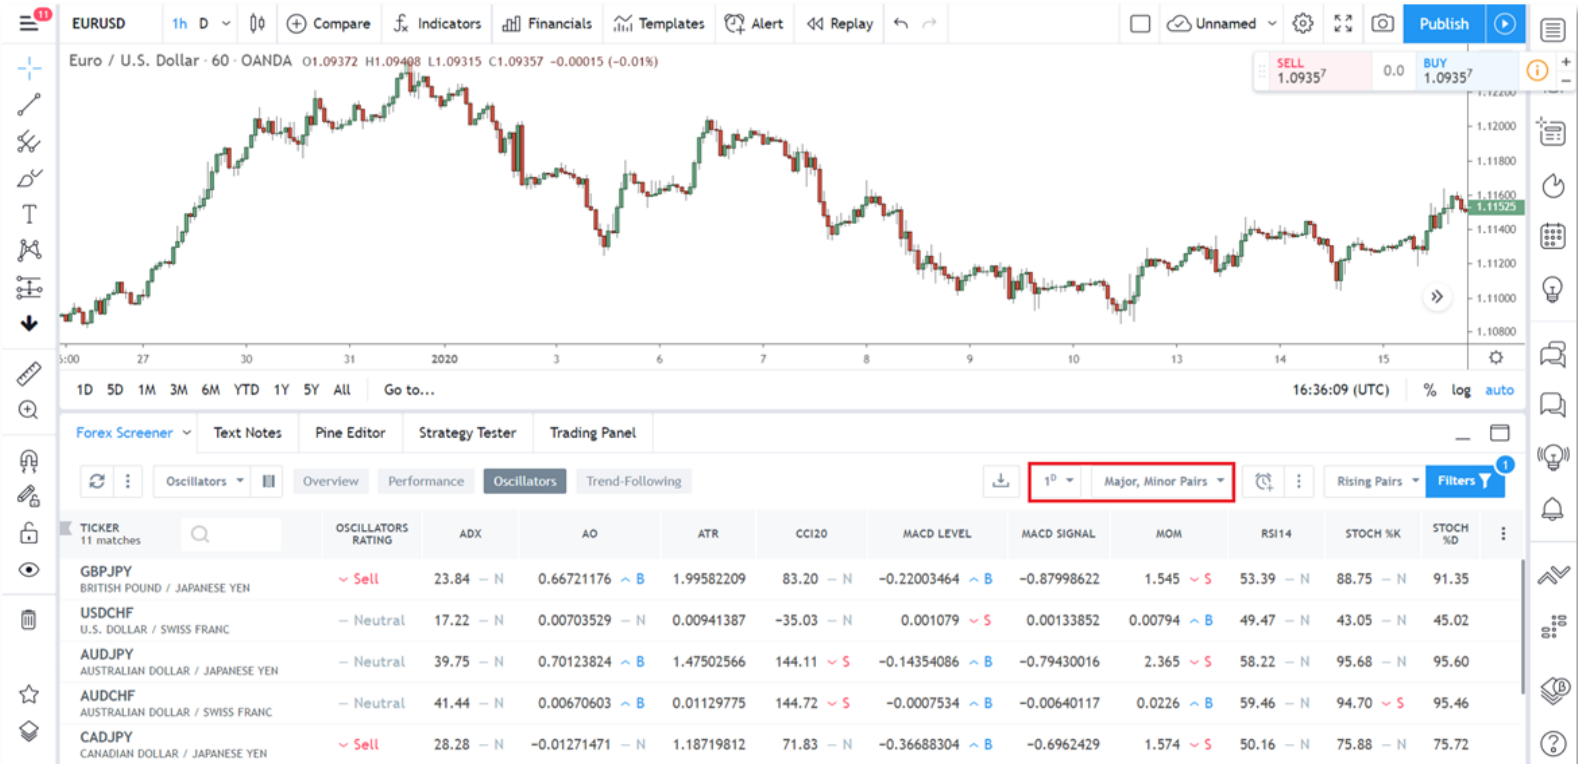 11
EURUSD 1h D Compare Indicators Financials Templates Alert Replay Unnamed Publish
Euro / U.S. Dollar · 60 · OANDA O1.09372 H1.09408 L1.09315 C1.09357 −0.00015 (−0.01%)
SELL 1.09357 0.0 BUY 1.09357
1.12200
1.12000
1.11800
1.11600
1.11525
1.11400
1.11200
1.11000
1.10800
27 30 31 2020 3 6 7 8 9 10 13 14 15
1D 5D 1M 3M 6M YTD 1Y 5Y All Go to... 16:36:09 (UTC) % log auto
Forex Screener Text Notes Pine Editor Strategy Tester Trading Panel
Oscillators Overview Performance Oscillators Trend-Following 1D Major, Minor Pairs Rising Pairs Filters 1
TICKER OSCILLATORS RATING ADX AO ATR CCI20 MACD LEVEL MACD SIGNAL MOM RSI14 STOCH %K STOCH %D
11 matches
GBPJPY Sell 23.84 — N 0.66721176 B 1.99582209 83.20 — N −0.22003464 B −0.87998622 1.545 S 53.39 — N 88.75 — N 91.35
BRITISH POUND / JAPANESE YEN
USDCHF — Neutral 17.22 — N 0.00703529 — N 0.00941387 −35.03 — N 0.001079 S 0.00133852 0.00794 B 49.47 — N 43.05 — N 45.02
U.S. DOLLAR / SWISS FRANC
AUDJPY — Neutral 39.75 — N 0.70123824 B 1.47502566 144.11 S −0.14354086 B −0.79430016 2.365 S 58.22 — N 95.68 — N 95.60
AUSTRALIAN DOLLAR / JAPANESE YEN
AUDCHF — Neutral 41.44 — N 0.00670603 B 0.01129775 144.72 S −0.0007534 B −0.00640117 0.0226 B 59.46 — N 94.70 S 95.46
AUSTRALIAN DOLLAR / SWISS FRANC
CADJPY Sell 28.28 — N −0.01271471 — N 1.18719812 71.83 — N −0.36688304 B −0.6962429 1.574 S 50.16 — N 75.88 — N 75.72
CANADIAN DOLLAR / JAPANESE YEN